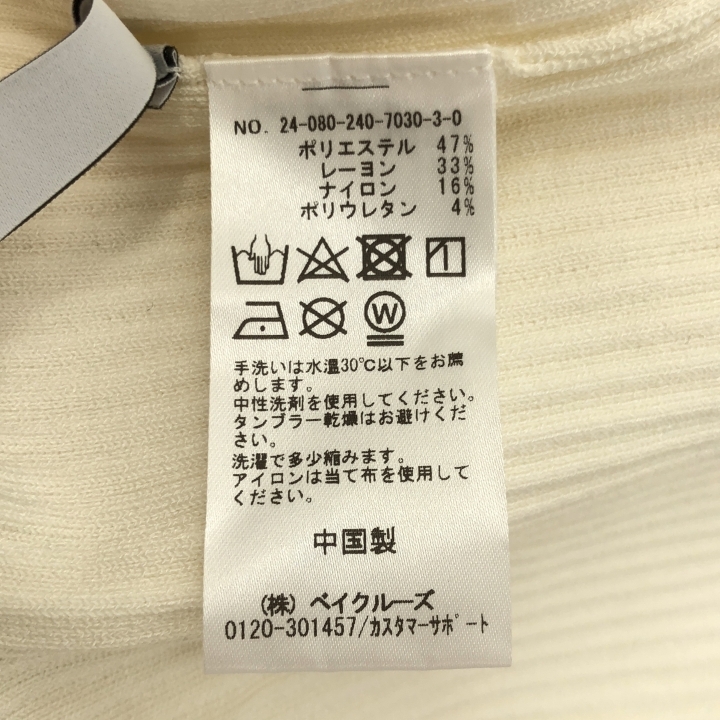 NO. 24-080-240-7030-3-0
ポリエステル 47%
レーヨン 33%
ナイロン 16%
ポリウレタン 4%
W
手洗いは水温30℃以下をお薦
めします。
中性洗剤を使用してください。
タンブラー乾燥はお避けくだ
さい。
洗濯で多少縮みます。
アイロンは当て布を使用して
ください。
中国製
(株) ベイクルーズ
0120-301457/カスタマーサポート